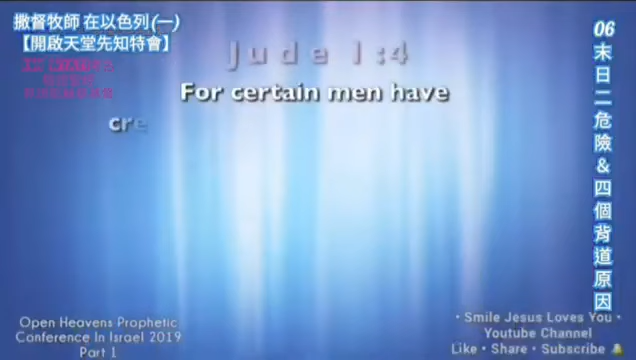 撒督牧師 在以色列(一)
【開啟天堂先知特會】
Jude 1:4
For certain men have
cre
06末日二危險&四個背道原因
Open Heavens Prophetic
Conference In Israel 2019
Part 1
• Smile Jesus Loves You •
Youtube Channel
Like • Share • Subscribe 🔔